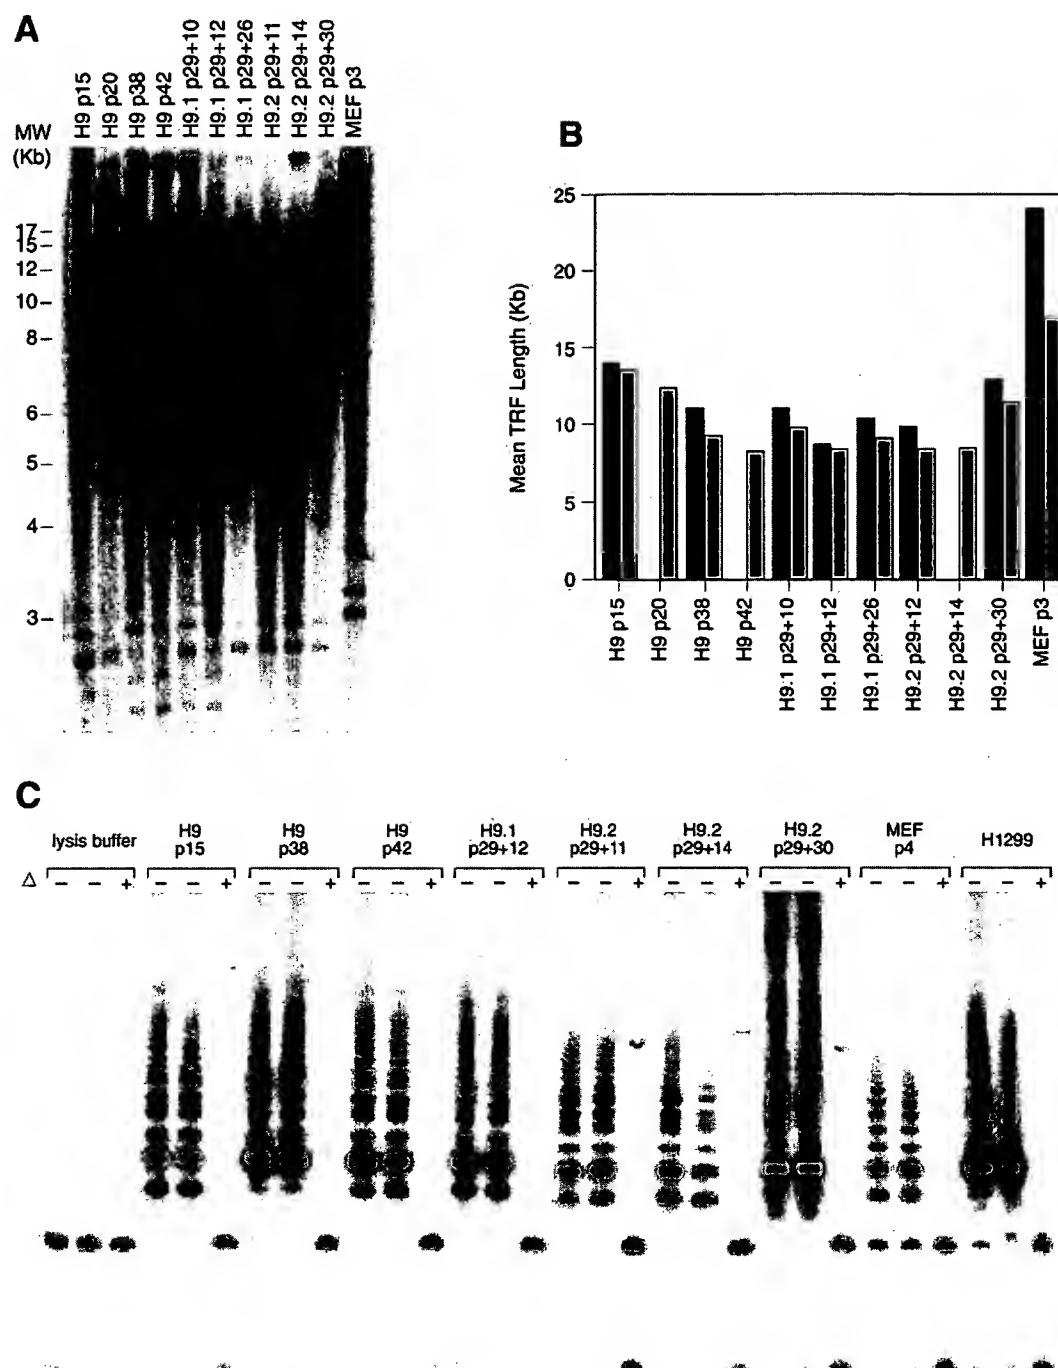 A
H9 p15
H9 p20
H9 p38
H9 p42
H9.1 p29+10
H9.1 p29+12
H9.1 p29+26
H9.2 p29+11
H9.2 p29+14
H9.2 p29+30
MEF p3
MW
(Kb)
17
15
12
10
8
6
5
4
3
B
Mean TRF Length (Kb)
25
20
15
10
5
0
H9 p15
H9 p20
H9 p38
H9 p42
H9.1 p29+10
H9.1 p29+12
H9.1 p29+26
H9.2 p29+12
H9.2 p29+14
H9.2 p29+30
MEF p3
C
lysis buffer
H9
p15
H9
p38
H9
p42
H9.1
p29+12
H9.2
p29+11
H9.2
p29+14
H9.2
p29+30
MEF
p4
H1299
Δ − − + − − + − − + − − + − − + − − + − − + − − + − − + − − +